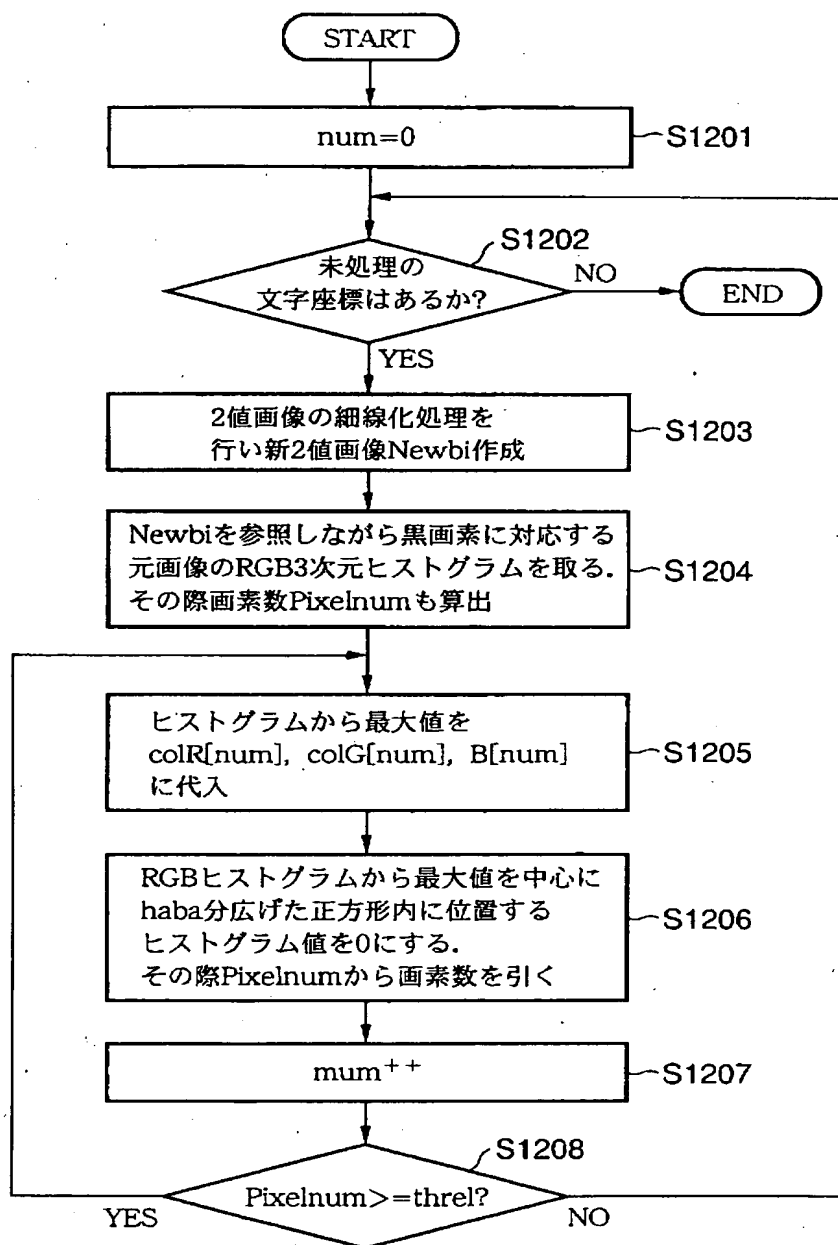 START
num=0
S1201
S1202
未処理の
文字座標はあるか?
NO
END
YES
2値画像の細線化処理を
行い新2値画像Newbi作成
S1203
Newbiを参照しながら黒画素に対応する
元画像のRGB3次元ヒストグラムを取る.
その際画素数Pixelnumも算出
S1204
ヒストグラムから最大値を
colR[num], colG[num], B[num]
に代入
S1205
RGBヒストグラムから最大値を中心に
haba分広げた正方形内に位置する
ヒストグラム値を0にする.
その際Pixelnumから画素数を引く
S1206
mum++
S1207
S1208
Pixelnum>=threl?
YES
NO